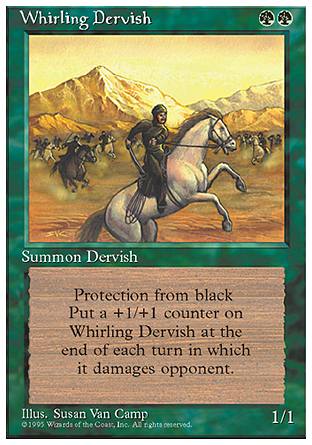 Whirling Dervish
Summon Dervish
Protection from black
Put a +1/+1 counter on
Whirling Dervish at the
end of each turn in which
it damages opponent.
Illus. Susan Van Camp
©1995 Wizards of the Coast, Inc. All rights reserved.
1/1